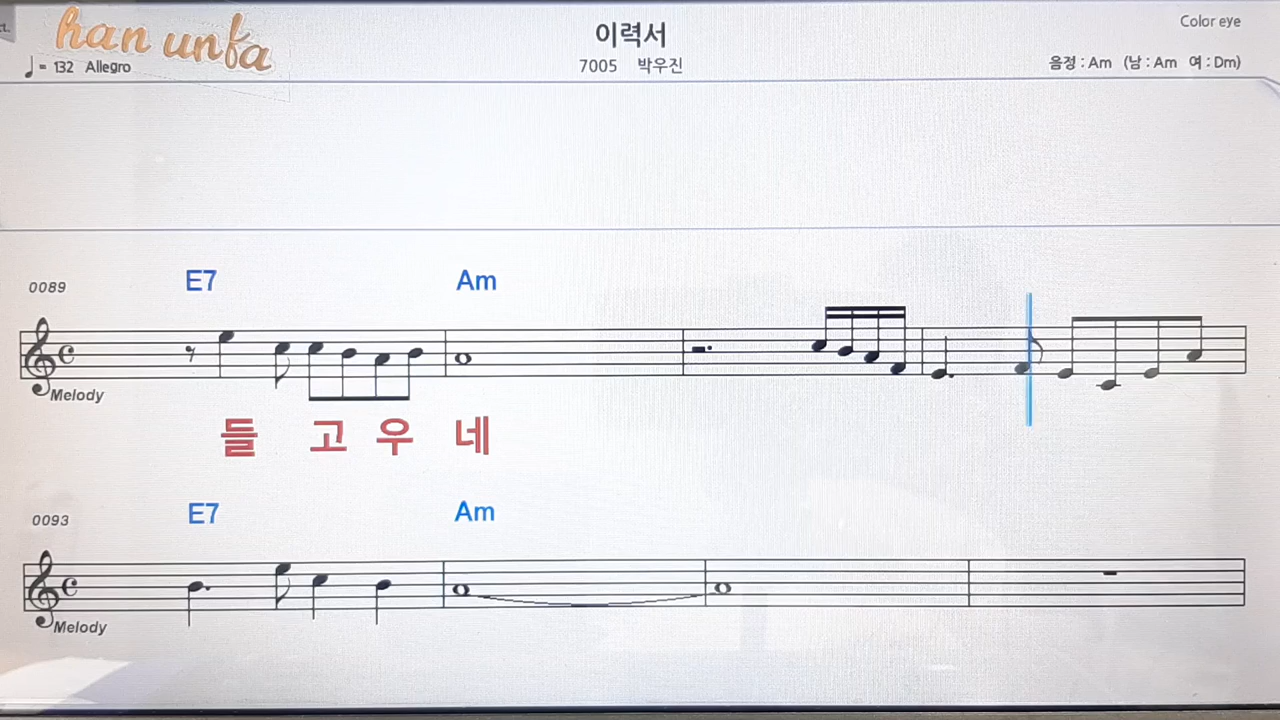 han unfa
이력서
Color eye
♩ = 132 Allegro
7005 박우진
음정 : Am (남 : Am 여 : Dm)
0089
E7 Am
Melody
들 고 우 네
0093
E7 Am
Melody